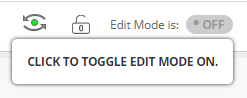 Edit Mode is: OFF
CLICK TO TOGGLE EDIT MODE ON.